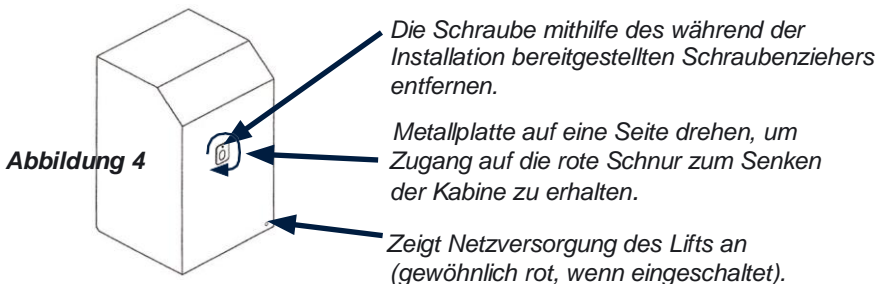 Die Schraube mithilfe des während der
Installation bereitgestellten Schraubenziehers
entfernen.
Abbildung 4
Metallplatte auf eine Seite drehen, um
Zugang auf die rote Schnur zum Senken
der Kabine zu erhalten.
Zeigt Netzversorgung des Lifts an
(gewöhnlich rot, wenn eingeschaltet).